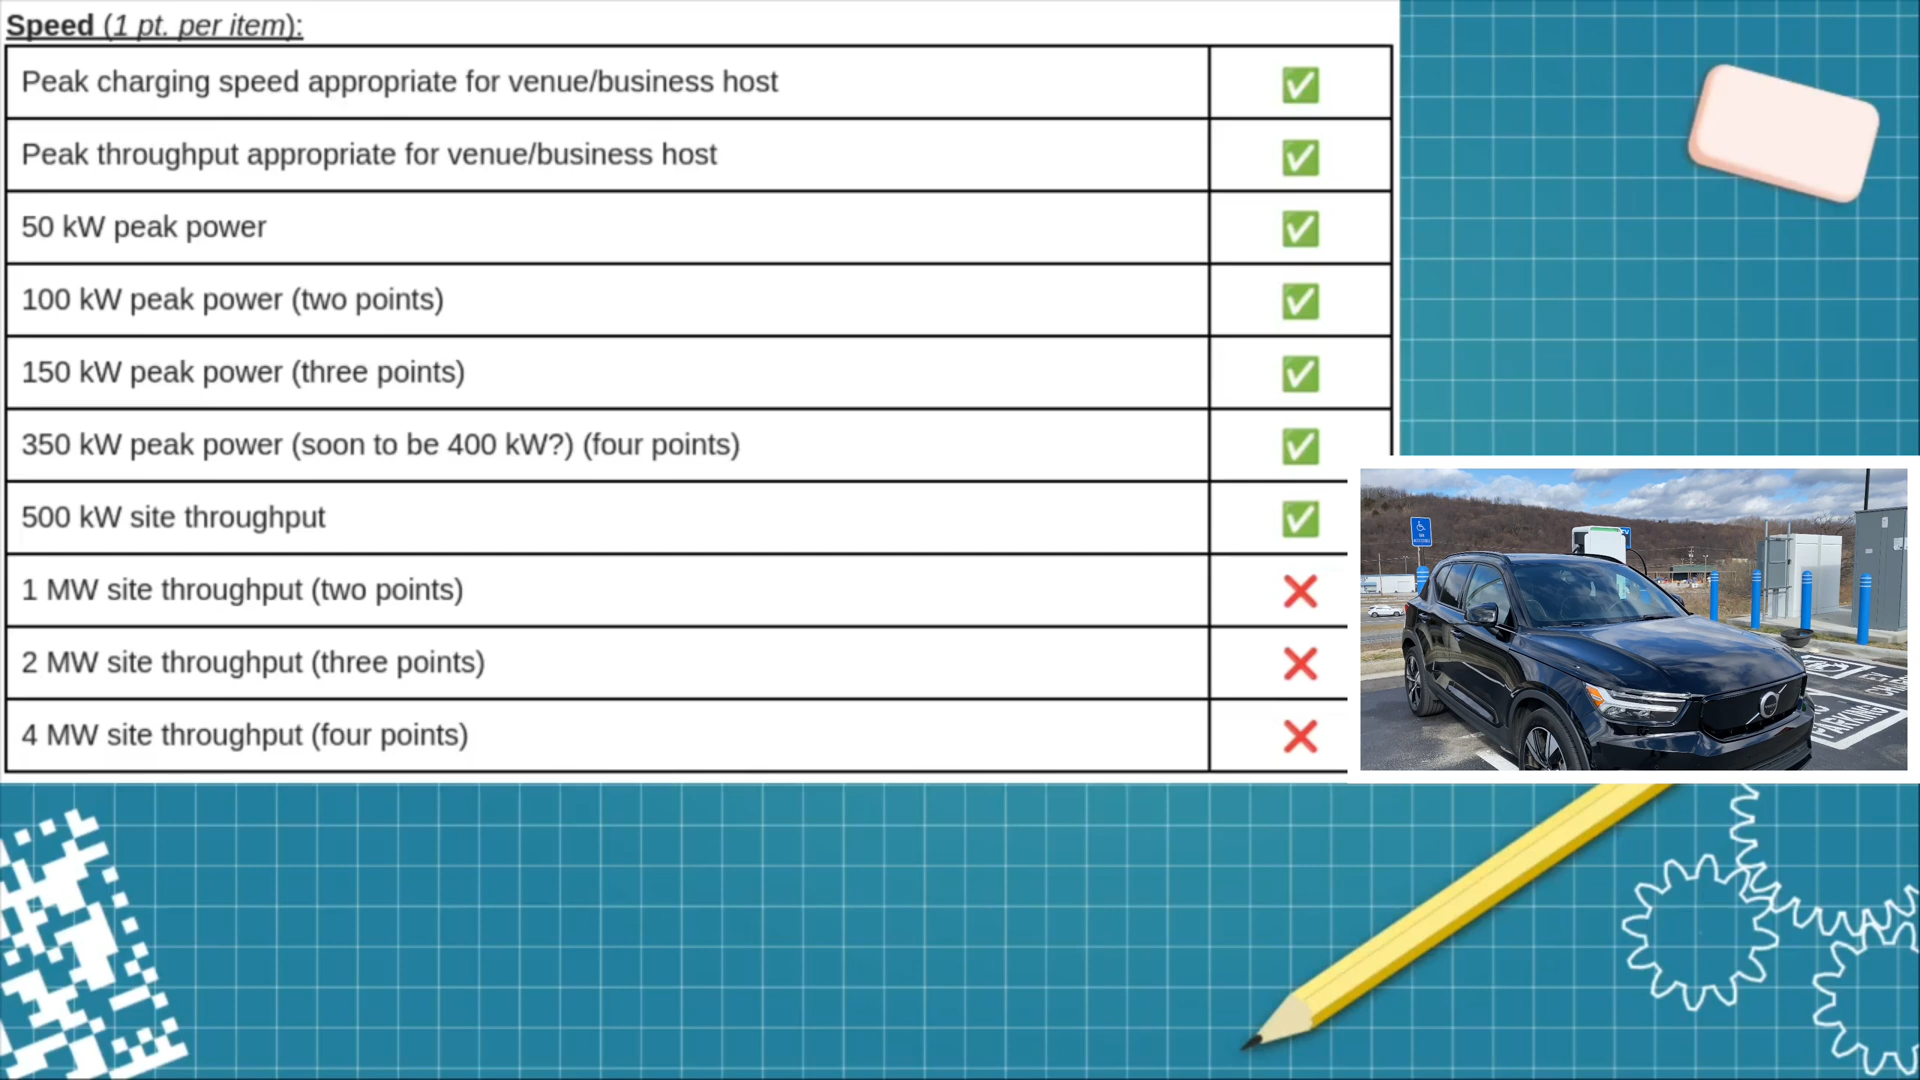 Speed (1 pt. per item):
Peak charging speed appropriate for venue/business host ✅
Peak throughput appropriate for venue/business host ✅
50 kW peak power ✅
100 kW peak power (two points) ✅
150 kW peak power (three points) ✅
350 kW peak power (soon to be 400 kW?) (four points) ✅
500 kW site throughput ✅
1 MW site throughput (two points) ❌
2 MW site throughput (three points) ❌
4 MW site throughput (four points) ❌
PARKING